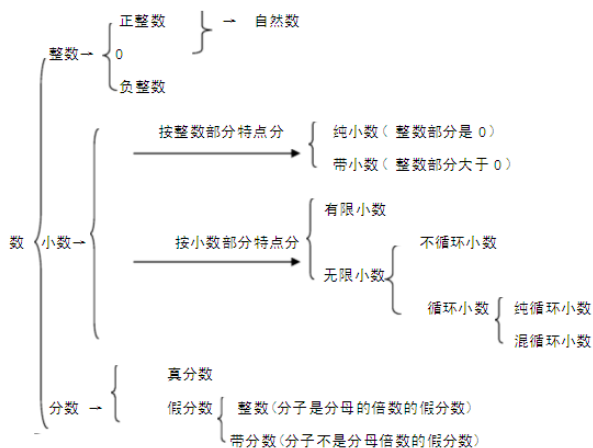 正整数
自然数
整数
0
负整数
按整数部分特点分
纯小数（整数部分是 0）
带小数（整数部分大于 0）
有限小数
数
小数
按小数部分特点分
不循环小数
无限小数
循环小数
纯循环小数
混循环小数
真分数
分数
假分数
整数(分子是分母的倍数的假分数)
带分数(分子不是分母倍数的假分数)